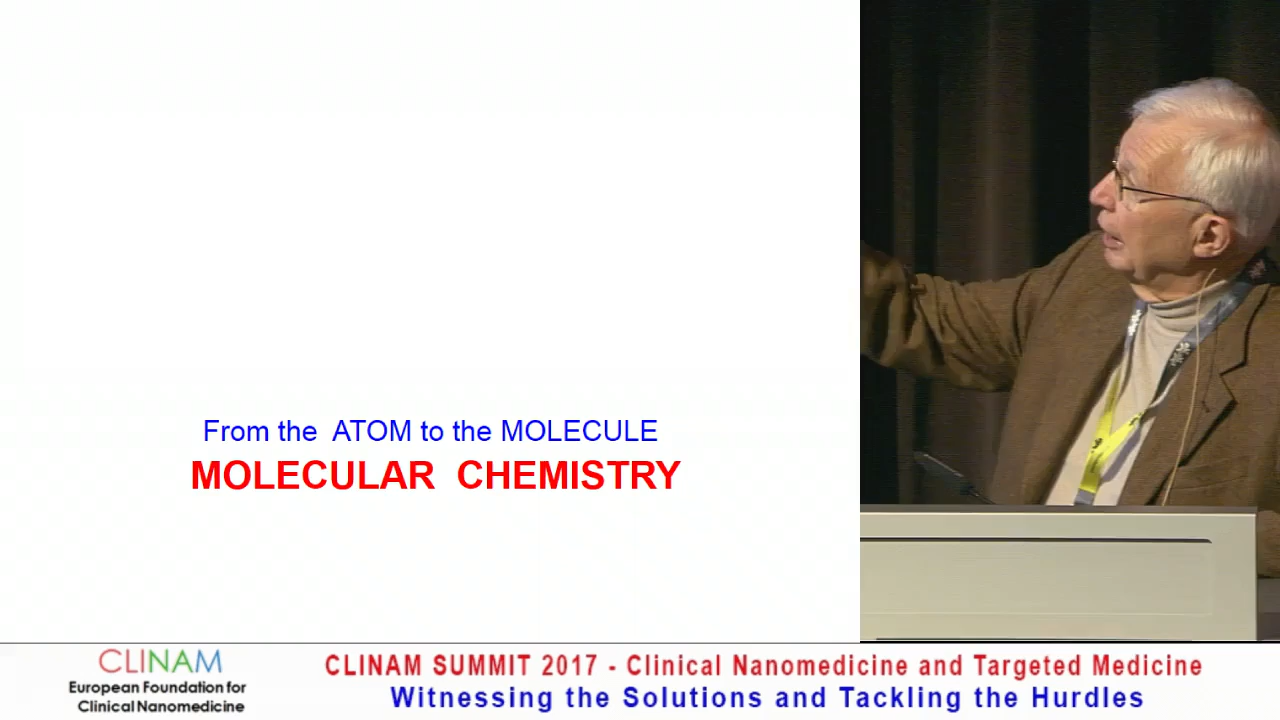 From the ATOM to the MOLECULE
MOLECULAR CHEMISTRY
CLINAM
European Foundation for
Clinical Nanomedicine
CLINAM SUMMIT 2017 - Clinical Nanomedicine and Targeted Medicine
Witnessing the Solutions and Tackling the Hurdles